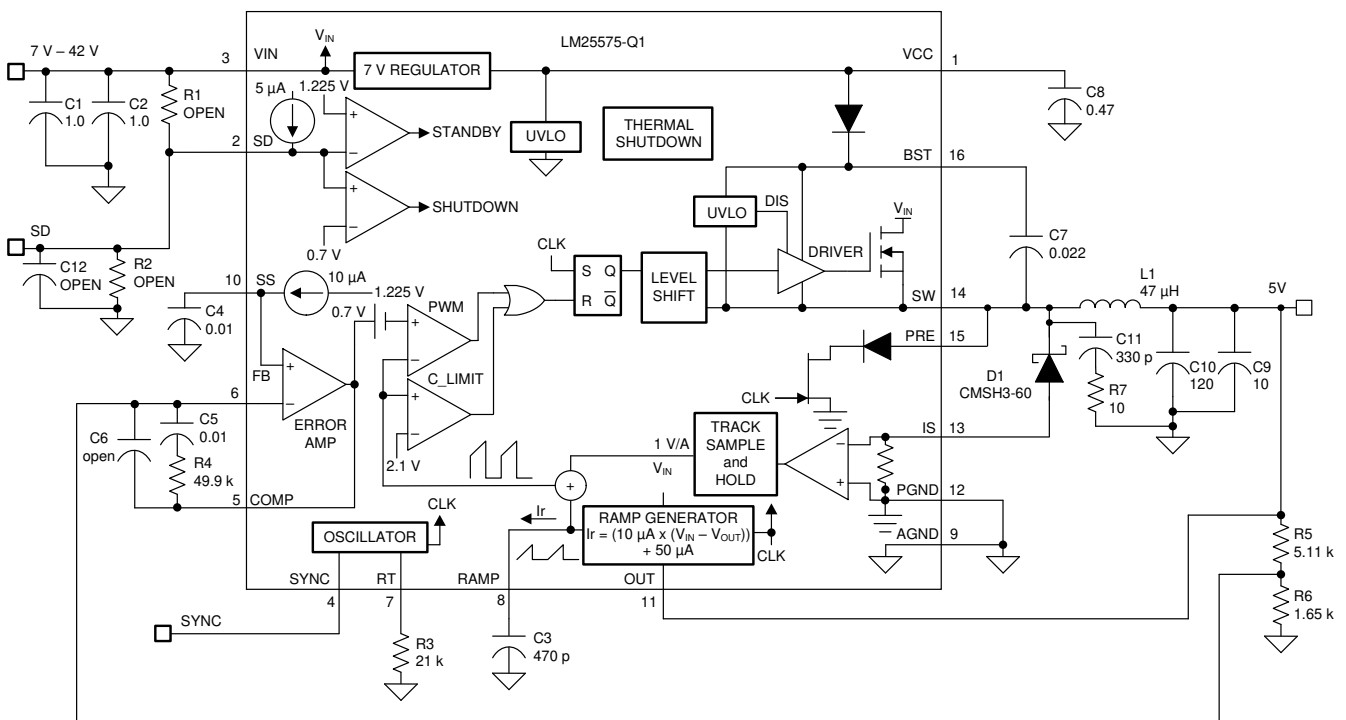 LM25575-Q1
7 V – 42 V
3 VIN
VIN
7 V REGULATOR
VCC 1
C1
1.0
C2
1.0
R1
OPEN
5 µA
1.225 V
+
–
STANDBY
UVLO
THERMAL
SHUTDOWN
C8
0.47
2 SD
+
SHUTDOWN
0.7 V
BST 16
UVLO
DIS
VIN
DRIVER
C7
0.022
SD
C12
OPEN
R2
OPEN
10 SS
10 µA
C4
0.01
CLK
S Q
R Q
LEVEL
SHIFT
SW 14
L1
47 µH
5V
1.225 V
0.7 V
PWM
+
–
PRE 15
C11
330 p
R7
10
C10
120
C9
10
D1
CMSH3-60
FB
+
–
ERROR
AMP
6
C_LIMIT
+
–
2.1 V
CLK
C6
open
C5
0.01
R4
49.9 k
5 COMP
1 V/A
VIN
TRACK
SAMPLE
and
HOLD
–
+
IS 13
PGND 12
AGND 9
+
Ir
RAMP GENERATOR
Ir = (10 µA x (VIN – VOUT))
+ 50 µA
CLK
OSCILLATOR
CLK
SYNC
4
RT
7
RAMP
8
OUT
11
R5
5.11 k
R6
1.65 k
SYNC
R3
21 k
C3
470 p